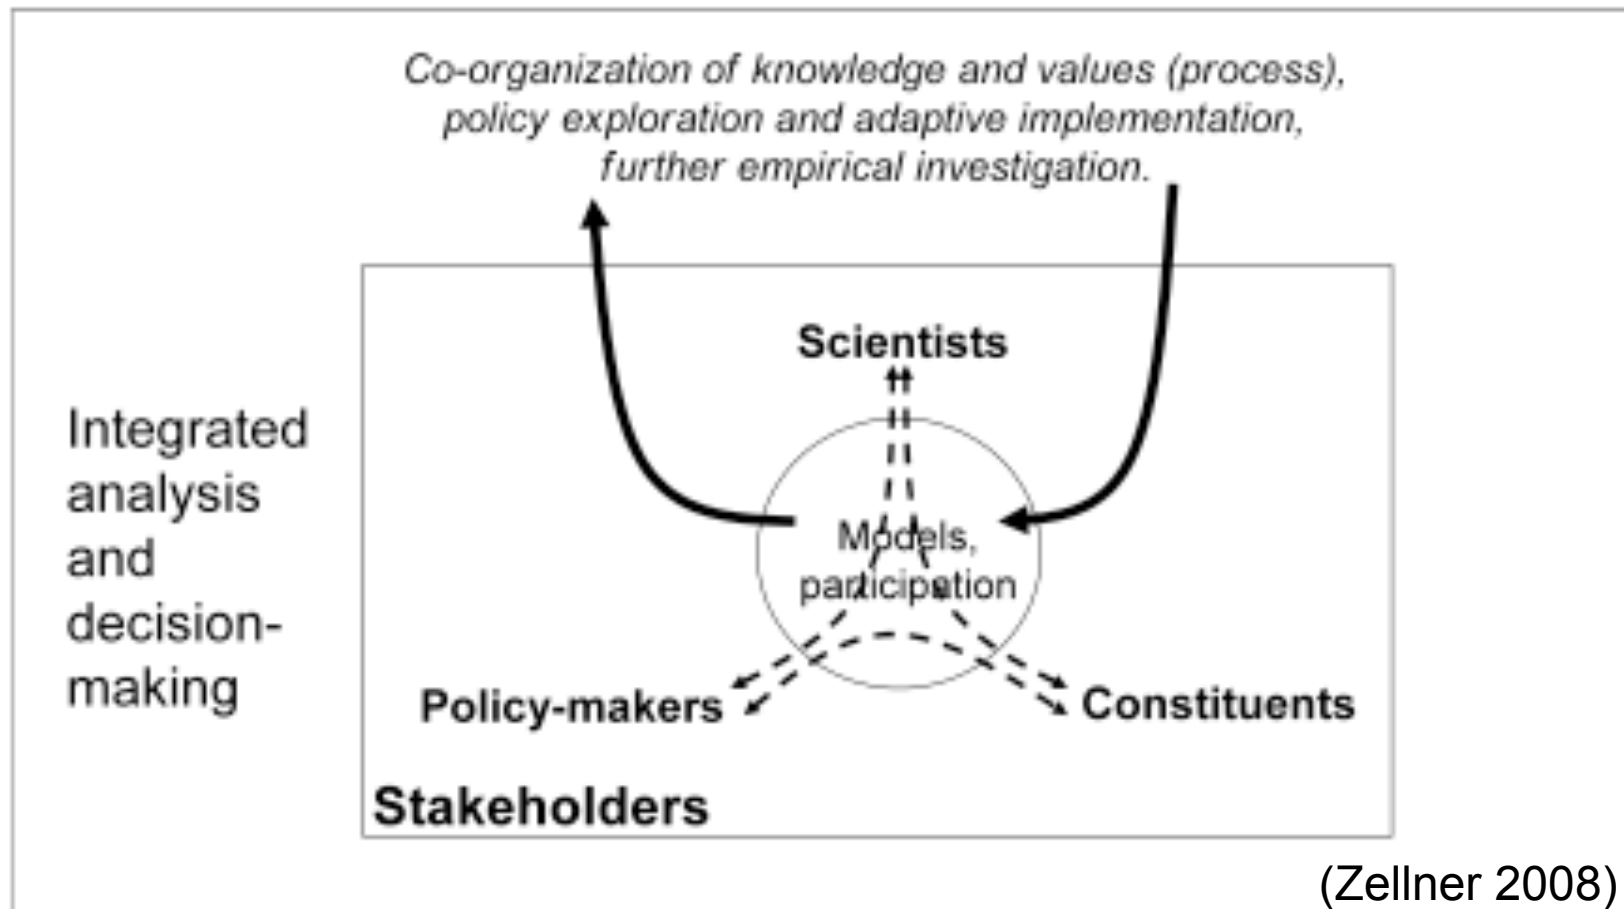 Co-organization of knowledge and values (process),
policy exploration and adaptive implementation,
further empirical investigation.
Integrated
analysis
and
decision-
making
Scientists
Models,
participation
Policy-makers
Constituents
Stakeholders
(Zellner 2008)